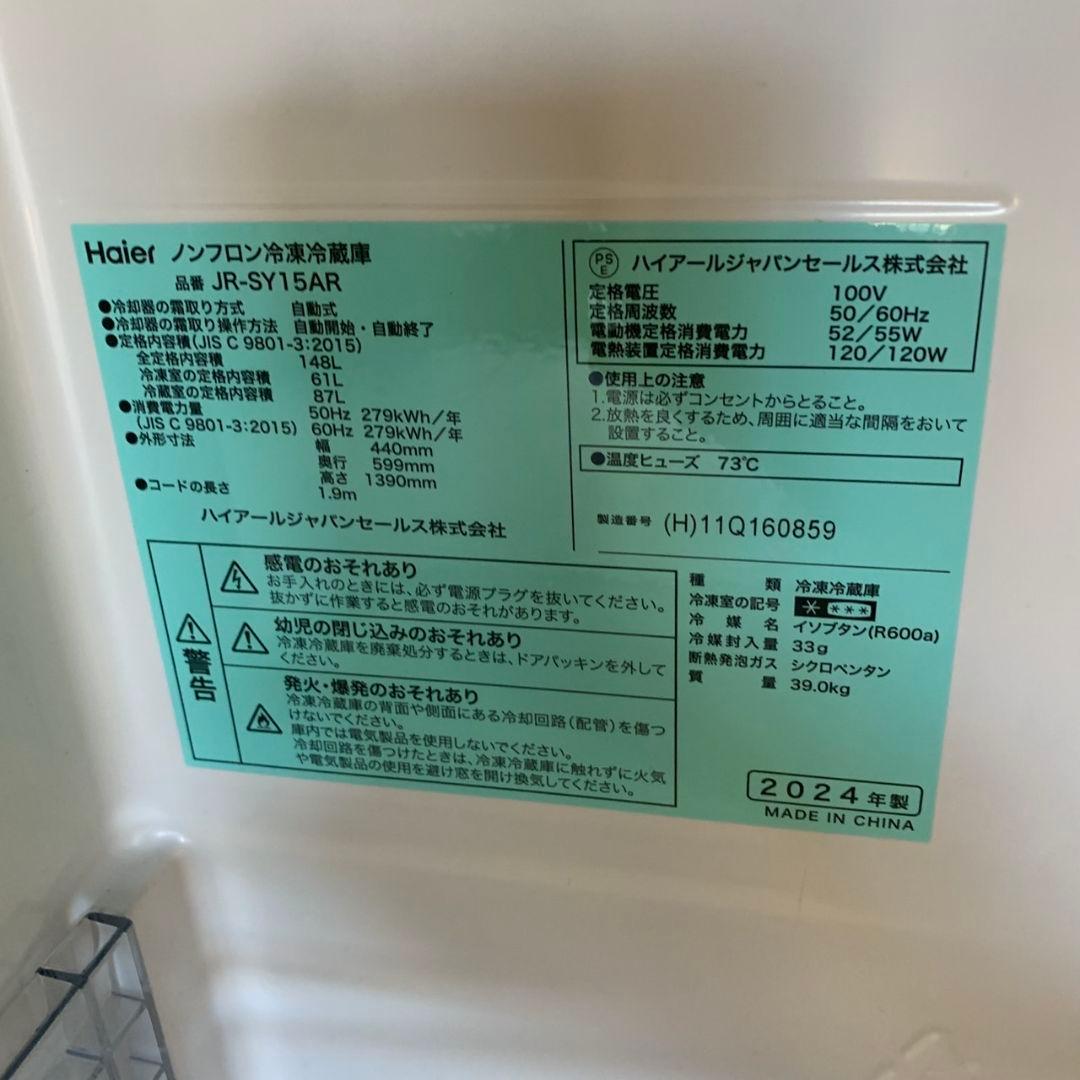 Haier ノンフロン冷凍冷蔵庫
品番 JR-SY15AR
●冷却器の霜取り方式 自動式
●冷却器の霜取り操作方法 自動開始・自動終了
●定格内容積(JIS C 9801-3:2015)
全定格内容積 148L
冷凍室の定格内容積 61L
冷蔵室の定格内容積 87L
●消費電力量 50Hz 279kWh/年
(JIS C 9801-3:2015) 60Hz 279kWh/年
●外形寸法 幅 440mm
奥行 599mm
高さ 1390mm
●コードの長さ 1.9m
ハイアールジャパンセールス株式会社
PS
E
ハイアールジャパンセールス株式会社
定格電圧 100V
定格周波数 50/60Hz
電動機定格消費電力 52/55W
電熱装置定格消費電力 120/120W
●使用上の注意
1.電源は必ずコンセントからとること。
2.放熱を良くするため、周囲に適当な間隔をおいて
設置すること。
●温度ヒューズ 73℃
製造番号 (H)11Q160859
警告
感電のおそれあり
お手入れのときには、必ず電源プラグを抜いてください。
抜かずに作業すると感電のおそれがあります。
幼児の閉じ込みのおそれあり
冷凍冷蔵庫を廃棄処分するときは、ドアパッキンを外して
ください。
発火・爆発のおそれあり
冷凍冷蔵庫の背面や側面にある冷却回路(配管)を傷つ
けないでください。
庫内では電気製品を使用しないでください。
冷却回路を傷つけたときは、冷凍冷蔵庫に触れずに火気
や電気製品の使用を避け窓を開け換気してください。
種類 冷凍冷蔵庫
冷凍室の記号 * ***
冷媒名 イソブタン(R600a)
冷媒封入量 33g
断熱発泡ガス シクロペンタン
質量 39.0kg
2024年製
MADE IN CHINA